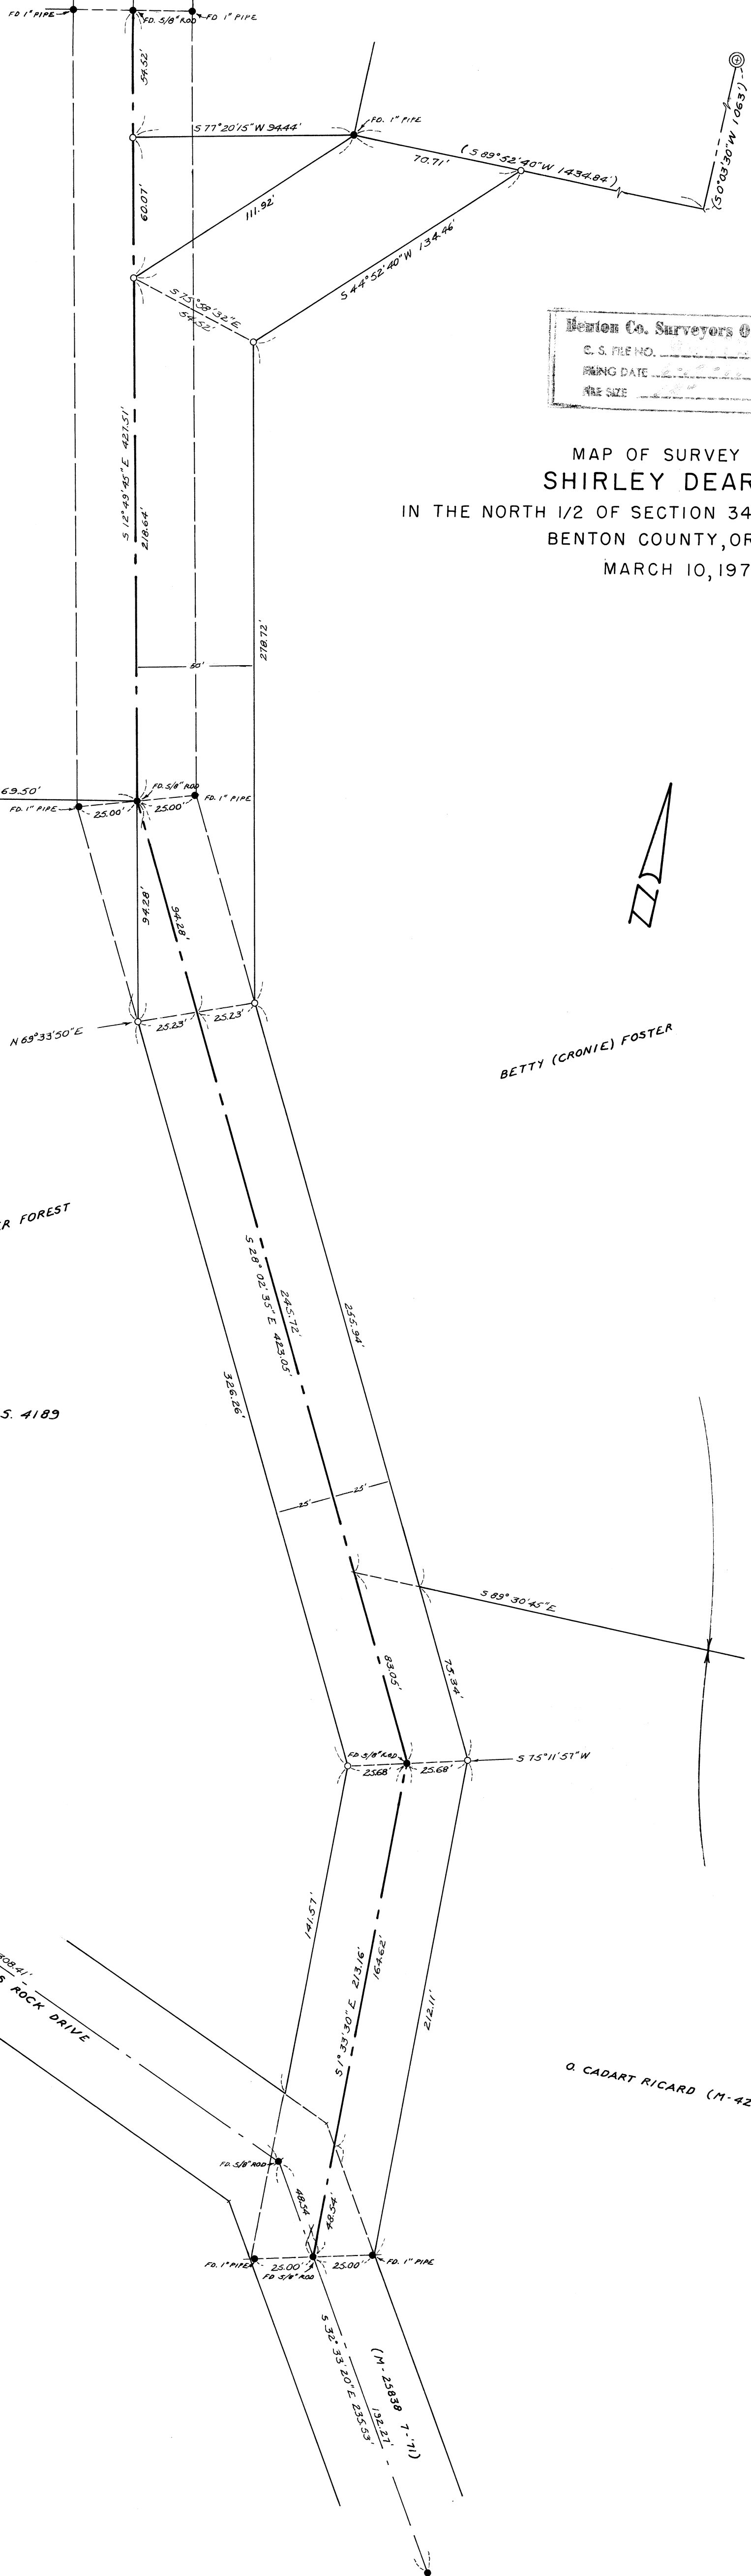 FD 1" PIPE
FD. 5/8" ROD
FD 1" PIPE
54.52'
S 77°20'15" W 94.44'
FD. 1" PIPE
(S 89°52'40" W 1434.84')
70.71'
(S 0°03'30" W 1063')
60.07'
111.92'
S 44°52'40" W 134.46'
S 75°58'32" E
54.52'
Benton Co. Surveyors O
C. S. FILE NO.
FILING DATE
FILE SIZE
S 12°49'45" E 427.51'
218.64'
MAP OF SURVEY
SHIRLEY DEAR
IN THE NORTH 1/2 OF SECTION 34
BENTON COUNTY, OR
MARCH 10, 197
278.72'
50'
69.50'
FD. 5/8" ROD
FD. 1" PIPE
25.00'
25.00'
FD. 1" PIPE
94.28'
94.28'
N 69°33'50" E
25.23'
25.23'
BETTY (CRONIE) FOSTER
R FOREST
S 28°02'35" E 423.05'
245.72'
255.94'
326.26'
S. 4189
25'
25'
S 89°30'45" E
83.05'
75.34'
FD 5/8" ROD
25.68'
25.68'
S 75°11'57" W
141.57'
S 1°33'30" E 213.16'
164.62'
212.11'
308.41'
S ROCK DRIVE
O. CADART RICARD (M-42
FD. 5/8" ROD
48.54
48.54'
FD. 1" PIPE
25.00'
25.00'
FD. 1" PIPE
FD 5/8" ROD
S 32°33'20" E 235.53'
192.27'
(M-25838 7-'71)